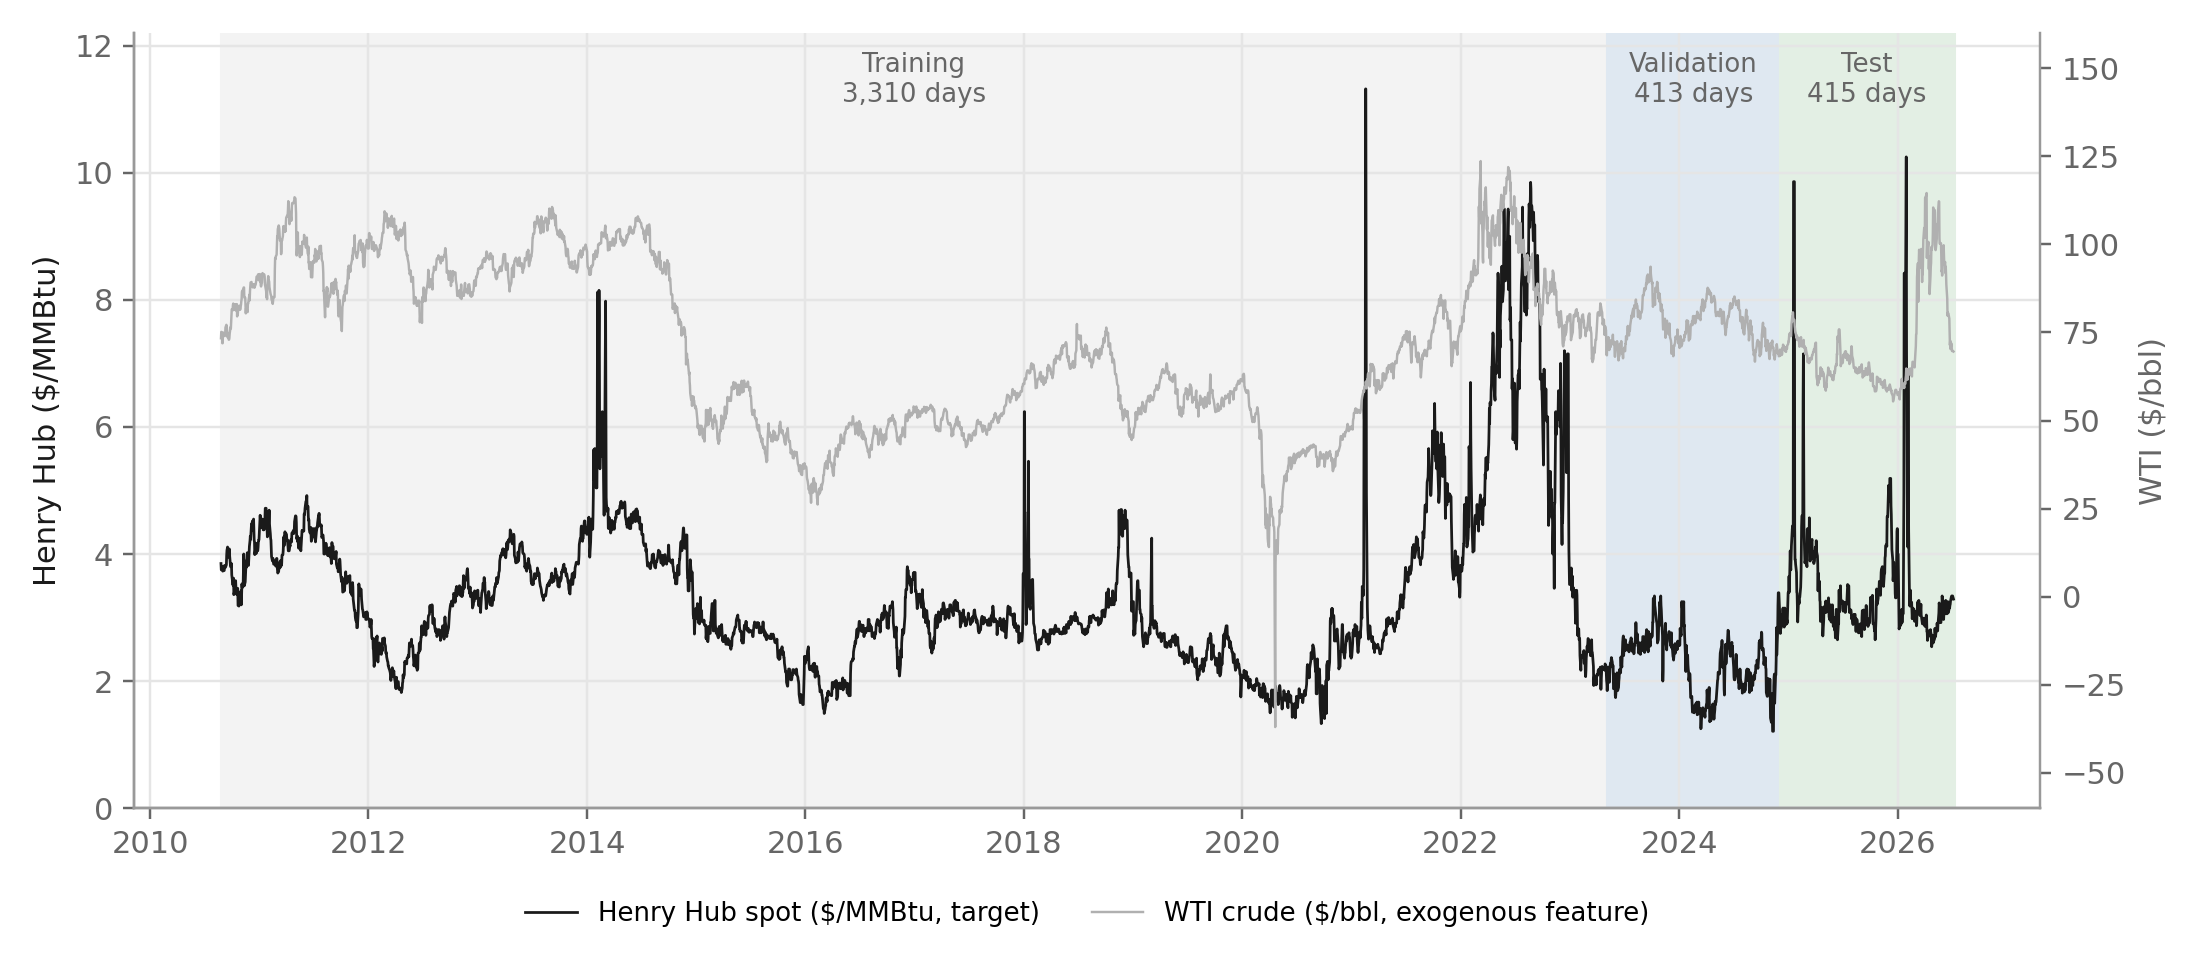 Training
3,310 days
Validation
413 days
Test
415 days
Henry Hub ($/MMBtu)
12
10
8
6
4
2
0
WTI ($/bbl)
150
125
100
75
50
25
0
−25
−50
2010 2012 2014 2016 2018 2020 2022 2024 2026
Henry Hub spot ($/MMBtu, target) WTI crude ($/bbl, exogenous feature)